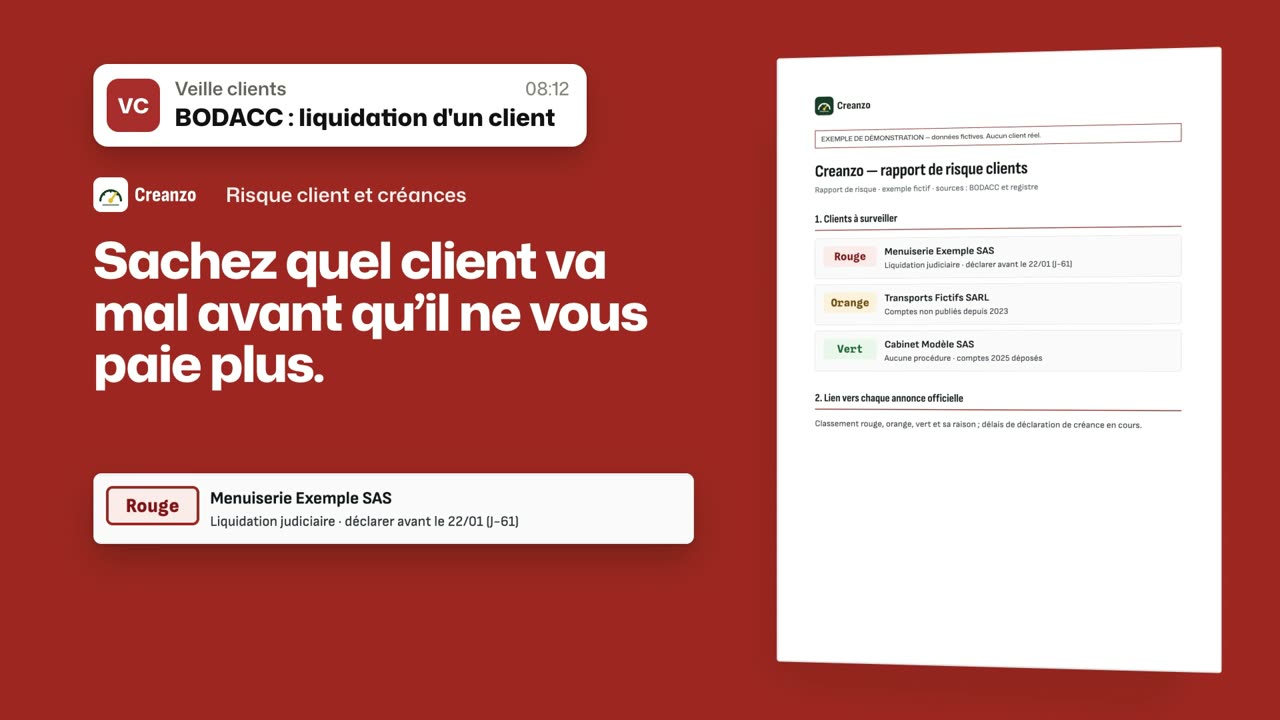 VC
Veille clients
08:12
BODACC : liquidation d'un client
Creanzo
Risque client et créances
Sachez quel client va
mal avant qu’il ne vous
paie plus.
Rouge
Menuiserie Exemple SAS
Liquidation judiciaire · déclarer avant le 22/01 (J-61)
Creanzo
EXEMPLE DE DÉMONSTRATION — données fictives. Aucun client réel.
Creanzo — rapport de risque clients
Rapport de risque · exemple fictif · sources : BODACC et registre
1. Clients à surveiller
Rouge
Menuiserie Exemple SAS
Liquidation judiciaire · déclarer avant le 22/01 (J-61)
Orange
Transports Fictifs SARL
Comptes non publiés depuis 2023
Vert
Cabinet Modèle SAS
Aucune procédure · comptes 2025 déposés
2. Lien vers chaque annonce officielle
Classement rouge, orange, vert et sa raison ; délais de déclaration de créance en cours.